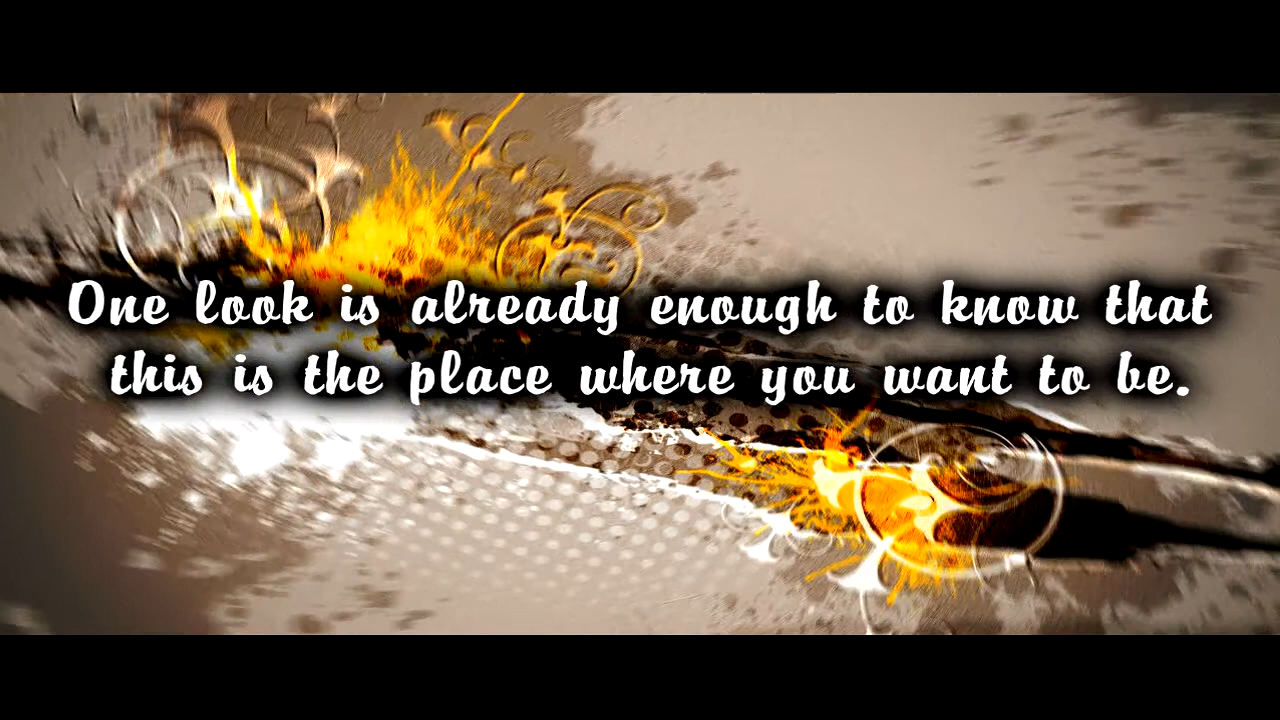 One look is already enough to know that
this is the place where you want to be.